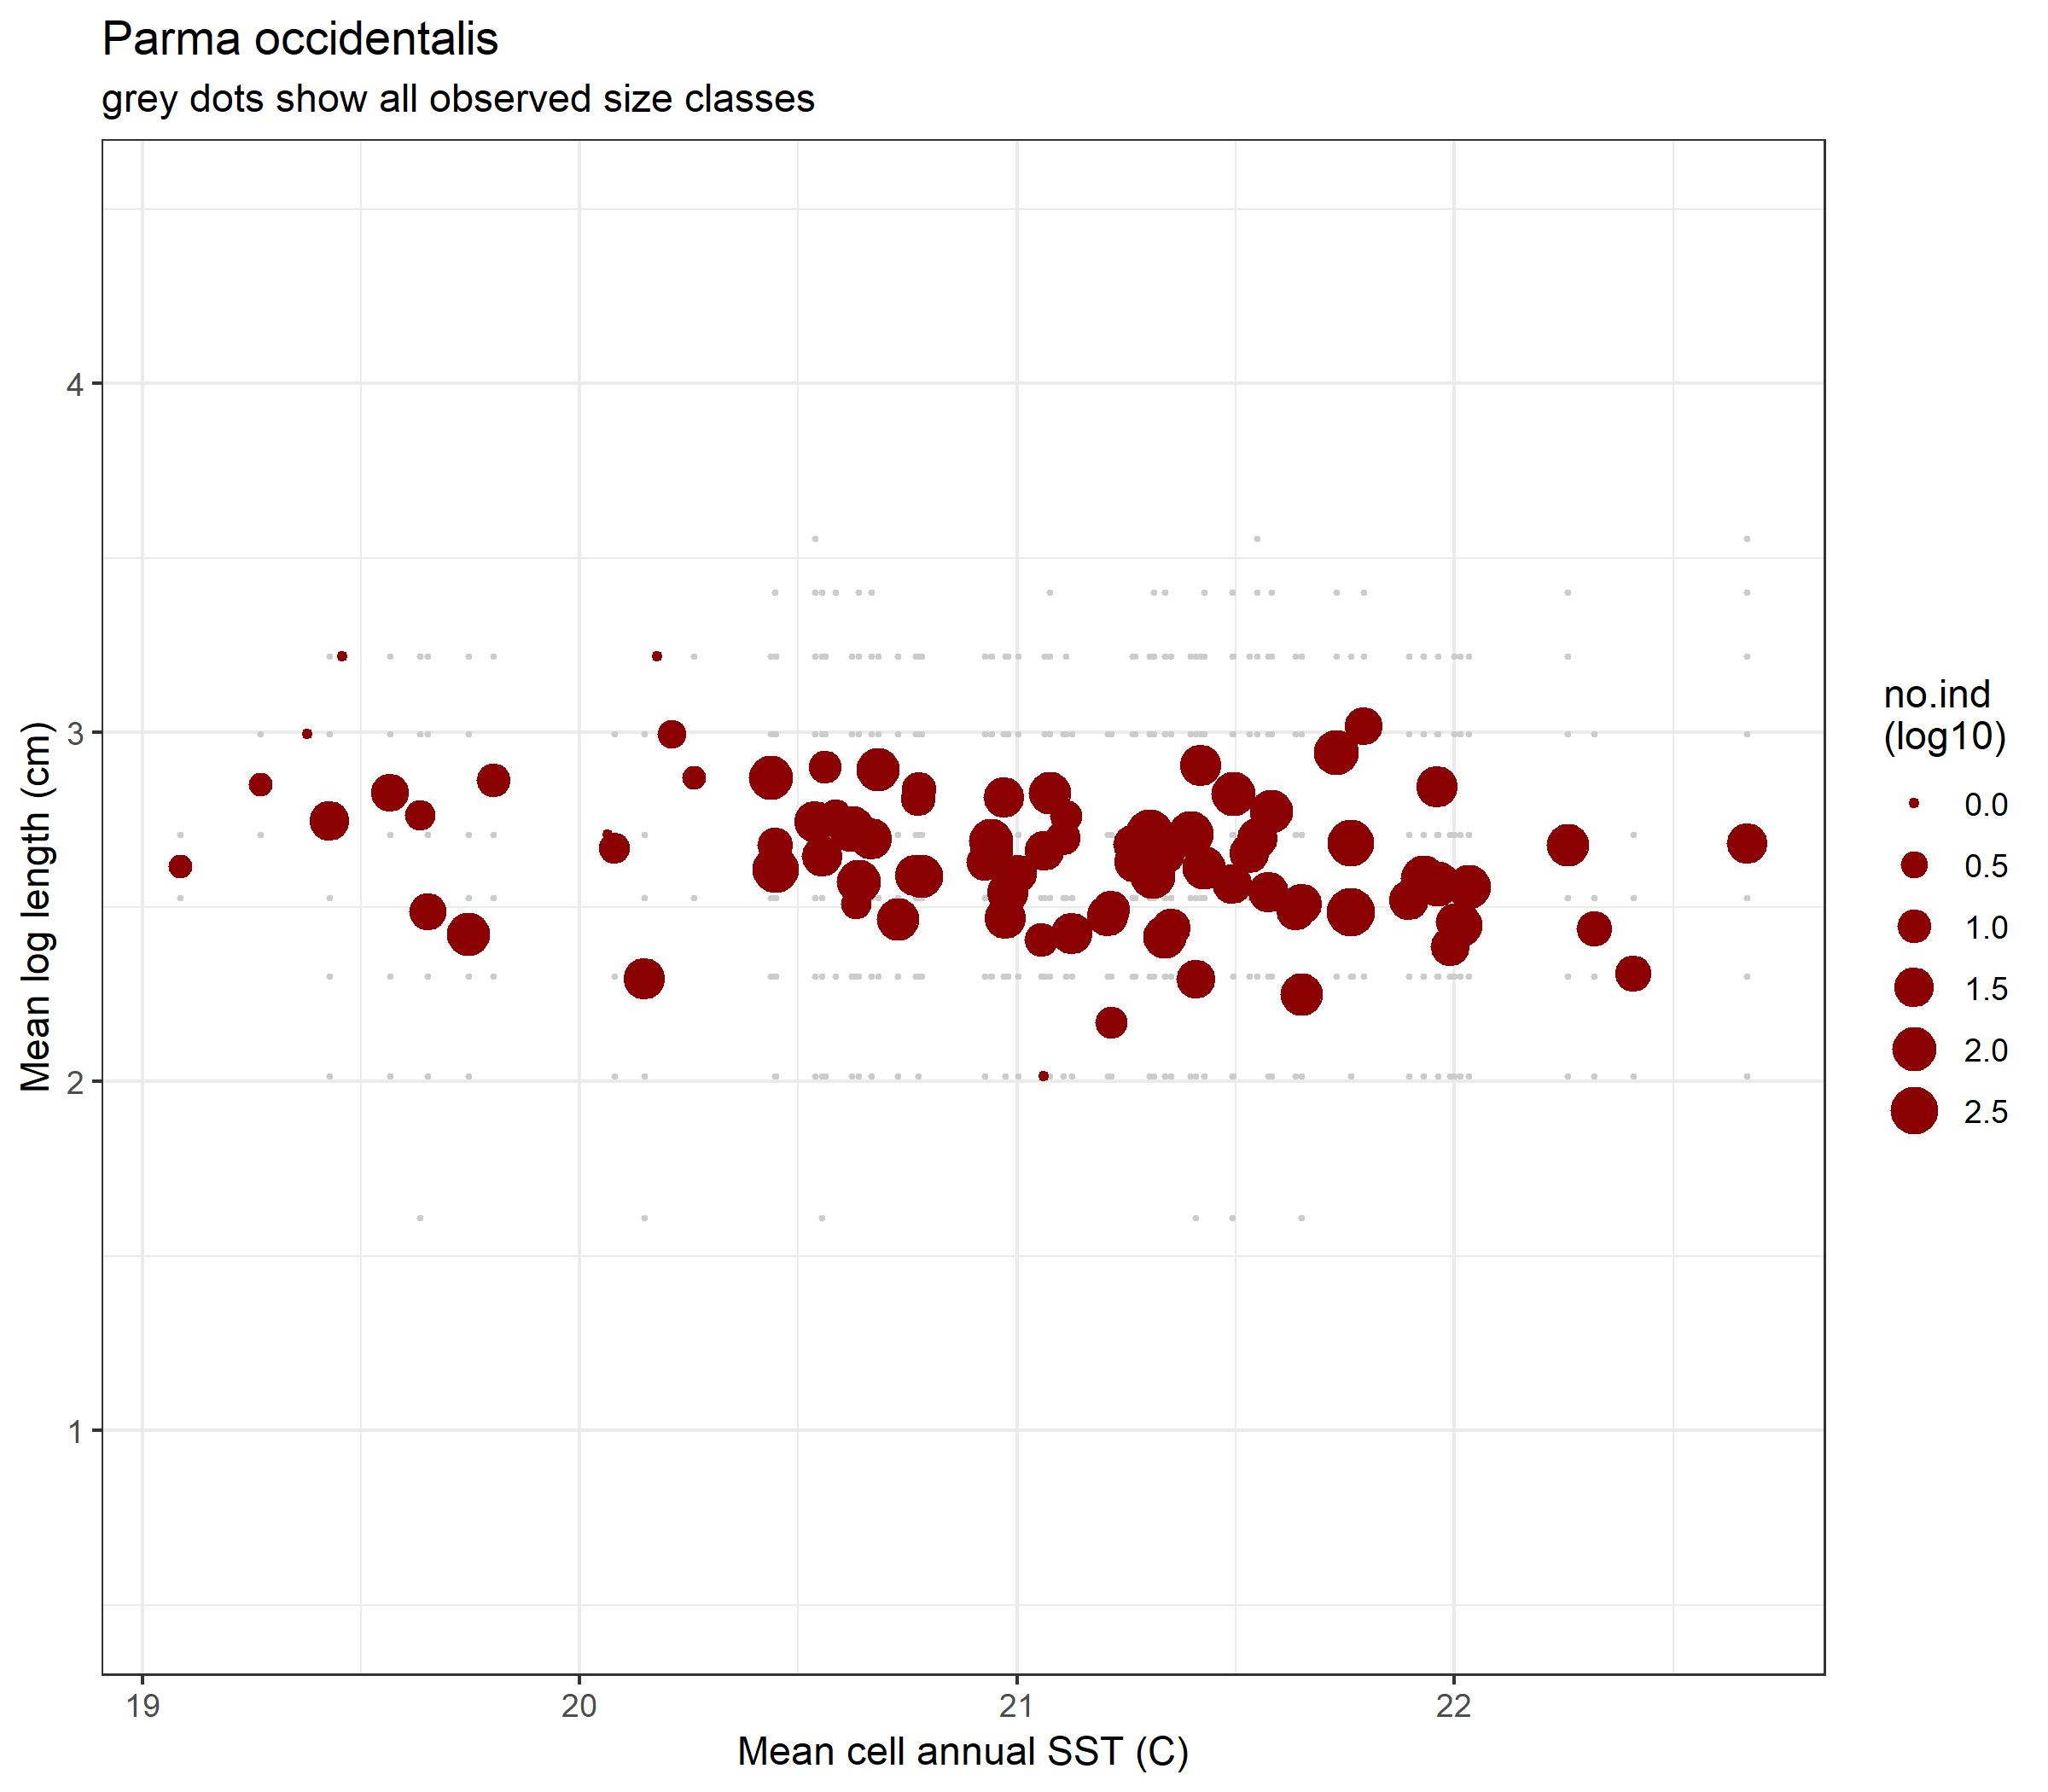 Parma occidentalis
grey dots show all observed size classes
Mean log length (cm)
4
3
2
1
19
20
21
22
Mean cell annual SST (C)
no.ind
(log10)
0.0
0.5
1.0
1.5
2.0
2.5